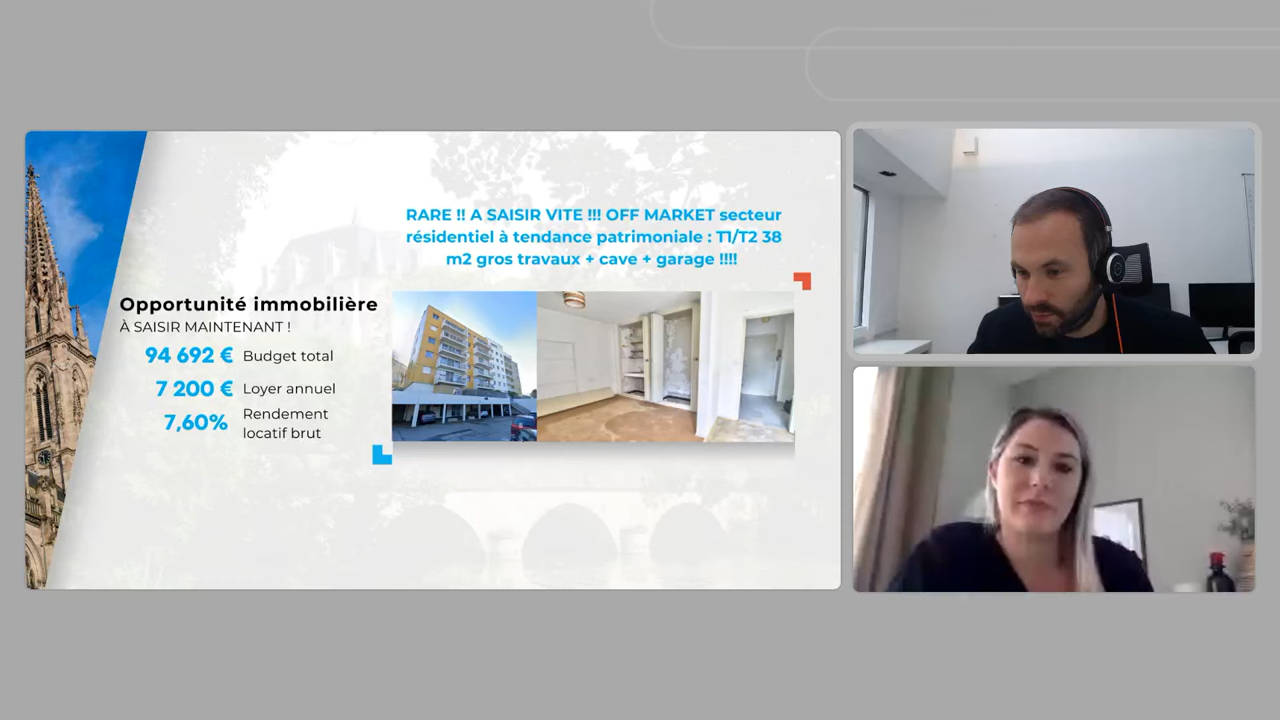 RARE !! A SAISIR VITE !!! OFF MARKET secteur
résidentiel à tendance patrimoniale : T1/T2 38
m2 gros travaux + cave + garage !!!!
Opportunité immobilière
À SAISIR MAINTENANT !
94 692 € Budget total
7 200 € Loyer annuel
7,60% Rendement
locatif brut